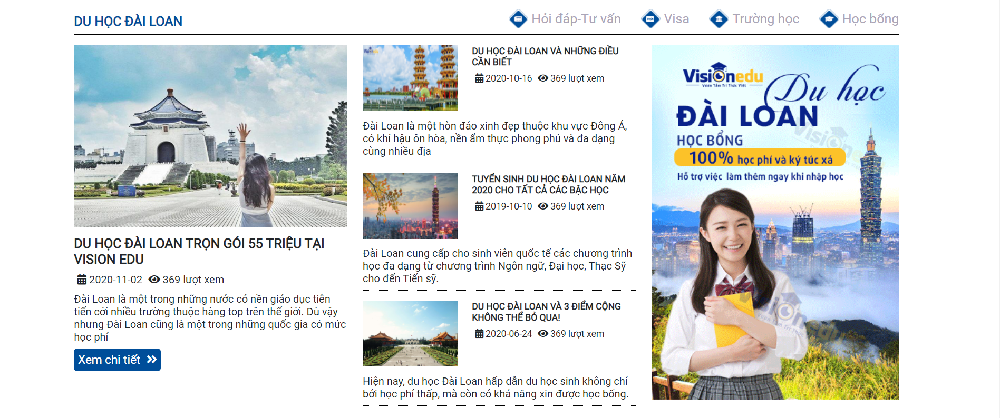 DU HỌC ĐÀI LOAN
Hỏi đáp-Tư vấn
Visa
Trường học
Học bổng
DU HỌC ĐÀI LOAN TRỌN GÓI 55 TRIỆU TẠI
VISION EDU
2020-11-02 369 lượt xem
Đài Loan là một trong những nước có nền giáo dục tiên
tiến cới nhiều trường thuộc hàng top trên thế giới. Dù vậy
nhưng Đài Loan cũng là một trong những quốc gia có mức
học phí
Xem chi tiết
Visionedu
DU HỌC ĐÀI LOAN VÀ NHỮNG ĐIỀU
CẦN BIẾT
2020-10-16 369 lượt xem
Đài Loan là một hòn đảo xinh đẹp thuộc khu vực Đông Á,
có khí hậu ôn hòa, nền ẩm thực phong phú và đa dạng
cùng nhiều địa
TUYỂN SINH DU HỌC ĐÀI LOAN NĂM
2020 CHO TẤT CẢ CÁC BẬC HỌC
2019-10-10 369 lượt xem
Đài Loan cung cấp cho sinh viên quốc tế các chương trình
học đa dạng từ chương trình Ngôn ngữ, Đại học, Thạc Sỹ
cho đến Tiến sỹ.
DU HỌC ĐÀI LOAN VÀ 3 ĐIỂM CỘNG
KHÔNG THỂ BỎ QUA!
2020-06-24 369 lượt xem
Hiện nay, du học Đài Loan hấp dẫn du học sinh không chỉ
bởi học phí thấp, mà còn có khả năng xin được học bổng.
Visionedu
Vươn Tầm Tri Thức Việt
Du học
ĐÀI LOAN
HỌC BỔNG
100% học phí và ký túc xá
Hỗ trợ việc làm thêm ngay khi nhập học
Visionedu
Visionedu
Vươn Tầm Tri Thức